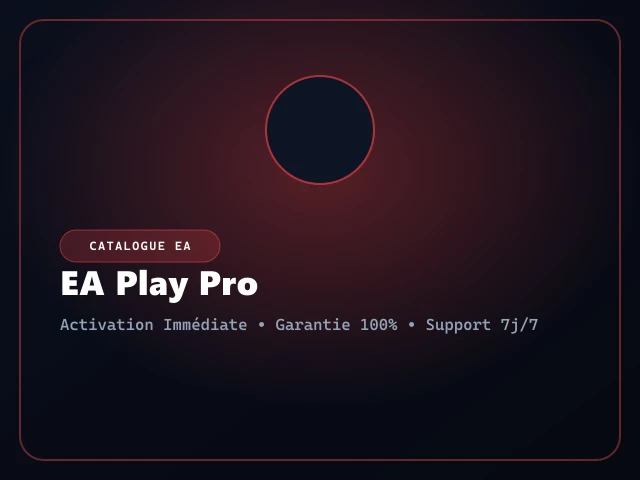 CATALOGUE EA
EA Play Pro
Activation Immédiate • Garantie 100% • Support 7j/7